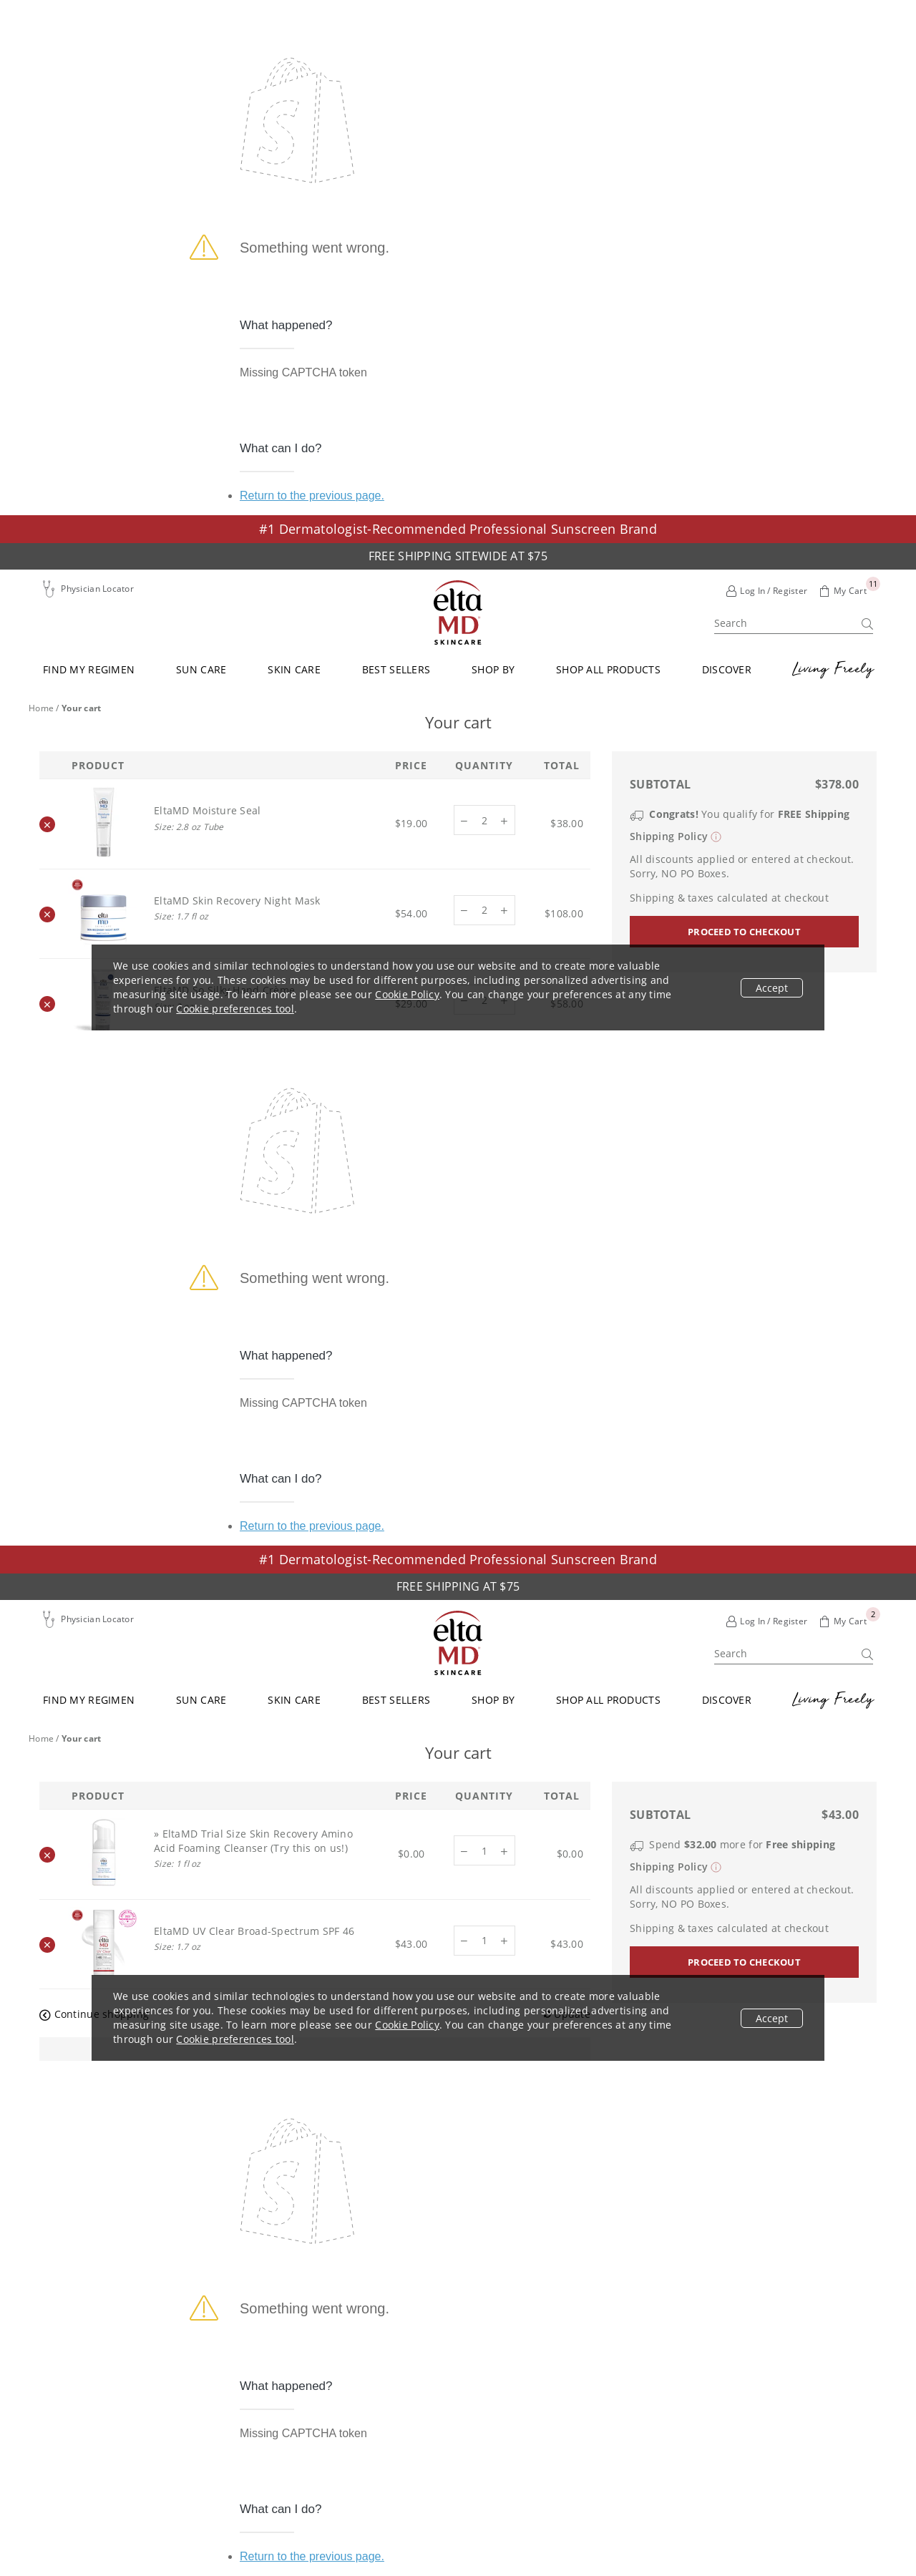 Something went wrong.
What happened?
Missing CAPTCHA token
What can I do?
Return to the previous page.
#1 Dermatologist-Recommended Professional Sunscreen Brand
FREE SHIPPING SITEWIDE AT $75
Physician Locator
elta
MD
SKINCARE
Log In / Register
My Cart
11
Search
FIND MY REGIMEN SUN CARE SKIN CARE BEST SELLERS SHOP BY SHOP ALL PRODUCTS DISCOVER Living Freely
Home / Your cart
Your cart
PRODUCT PRICE QUANTITY TOTAL
EltaMD Moisture Seal
Size: 2.8 oz Tube
$19.00 − 2 + $38.00
EltaMD Skin Recovery Night Mask
Size: 1.7 fl oz
$54.00 − 2 + $108.00
$29.00 2 $58.00
SUBTOTAL $378.00
Congrats! You qualify for FREE Shipping
Shipping Policy
All discounts applied or entered at checkout.
Sorry, NO PO Boxes.
Shipping & taxes calculated at checkout
PROCEED TO CHECKOUT
We use cookies and similar technologies to understand how you use our website and to create more valuable
experiences for you. These cookies may be used for different purposes, including personalized advertising and
measuring site usage. To learn more please see our Cookie Policy. You can change your preferences at any time
through our Cookie preferences tool.
Accept
Something went wrong.
What happened?
Missing CAPTCHA token
What can I do?
Return to the previous page.
#1 Dermatologist-Recommended Professional Sunscreen Brand
FREE SHIPPING AT $75
Physician Locator
elta
MD
SKINCARE
Log In / Register
My Cart
2
Search
FIND MY REGIMEN SUN CARE SKIN CARE BEST SELLERS SHOP BY SHOP ALL PRODUCTS DISCOVER Living Freely
Home / Your cart
Your cart
PRODUCT PRICE QUANTITY TOTAL
» EltaMD Trial Size Skin Recovery Amino
Acid Foaming Cleanser (Try this on us!)
Size: 1 fl oz
$0.00 − 1 + $0.00
EltaMD UV Clear Broad-Spectrum SPF 46
Size: 1.7 oz
$43.00 − 1 + $43.00
Continue shopping
Update
SUBTOTAL $43.00
Spend $32.00 more for Free shipping
Shipping Policy
All discounts applied or entered at checkout.
Sorry, NO PO Boxes.
Shipping & taxes calculated at checkout
PROCEED TO CHECKOUT
We use cookies and similar technologies to understand how you use our website and to create more valuable
experiences for you. These cookies may be used for different purposes, including personalized advertising and
measuring site usage. To learn more please see our Cookie Policy. You can change your preferences at any time
through our Cookie preferences tool.
Accept
Something went wrong.
What happened?
Missing CAPTCHA token
What can I do?
Return to the previous page.